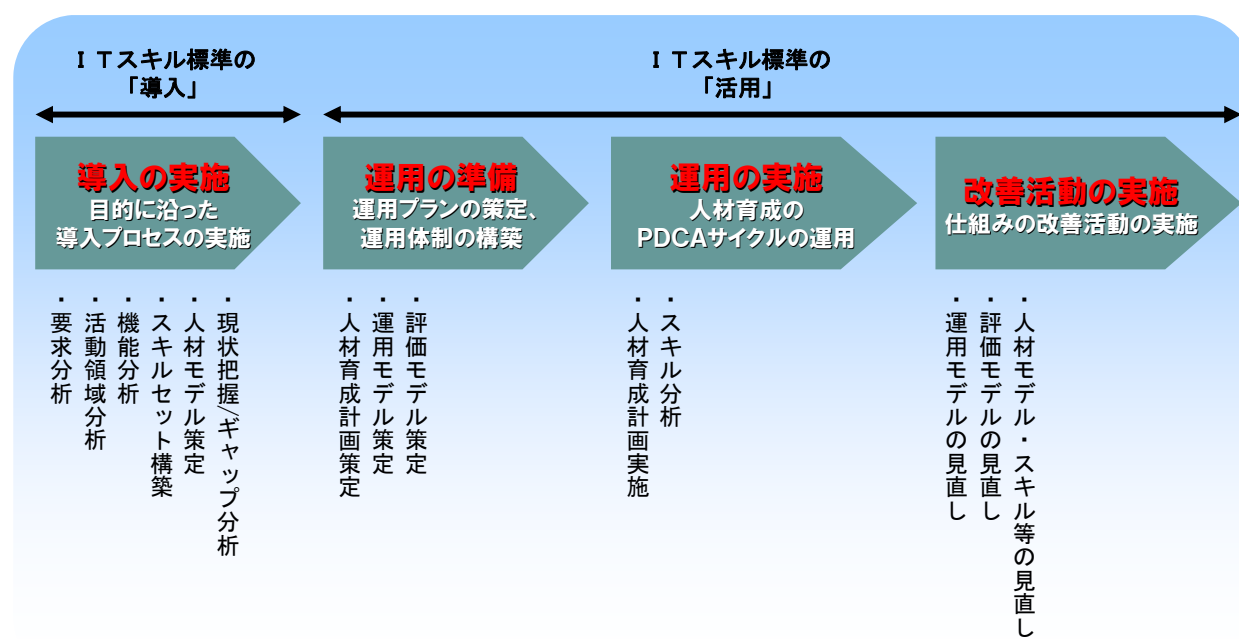 ＩＴスキル標準の
「導入」
ＩＴスキル標準の
「活用」
導入の実施
目的に沿った
導入プロセスの実施
運用の準備
運用プランの策定、
運用体制の構築
運用の実施
人材育成の
PDCAサイクルの運用
改善活動の実施
仕組みの改善活動の実施
・要求分析
・活動領域分析
・機能分析
・スキルセット構築
・人材モデル策定
・現状把握/ギャップ分析
・人材育成計画策定
・運用モデル策定
・評価モデル策定
・人材育成計画実施
・スキル分析
・運用モデルの見直し
・評価モデルの見直し
・人材モデル・スキル等の見直し